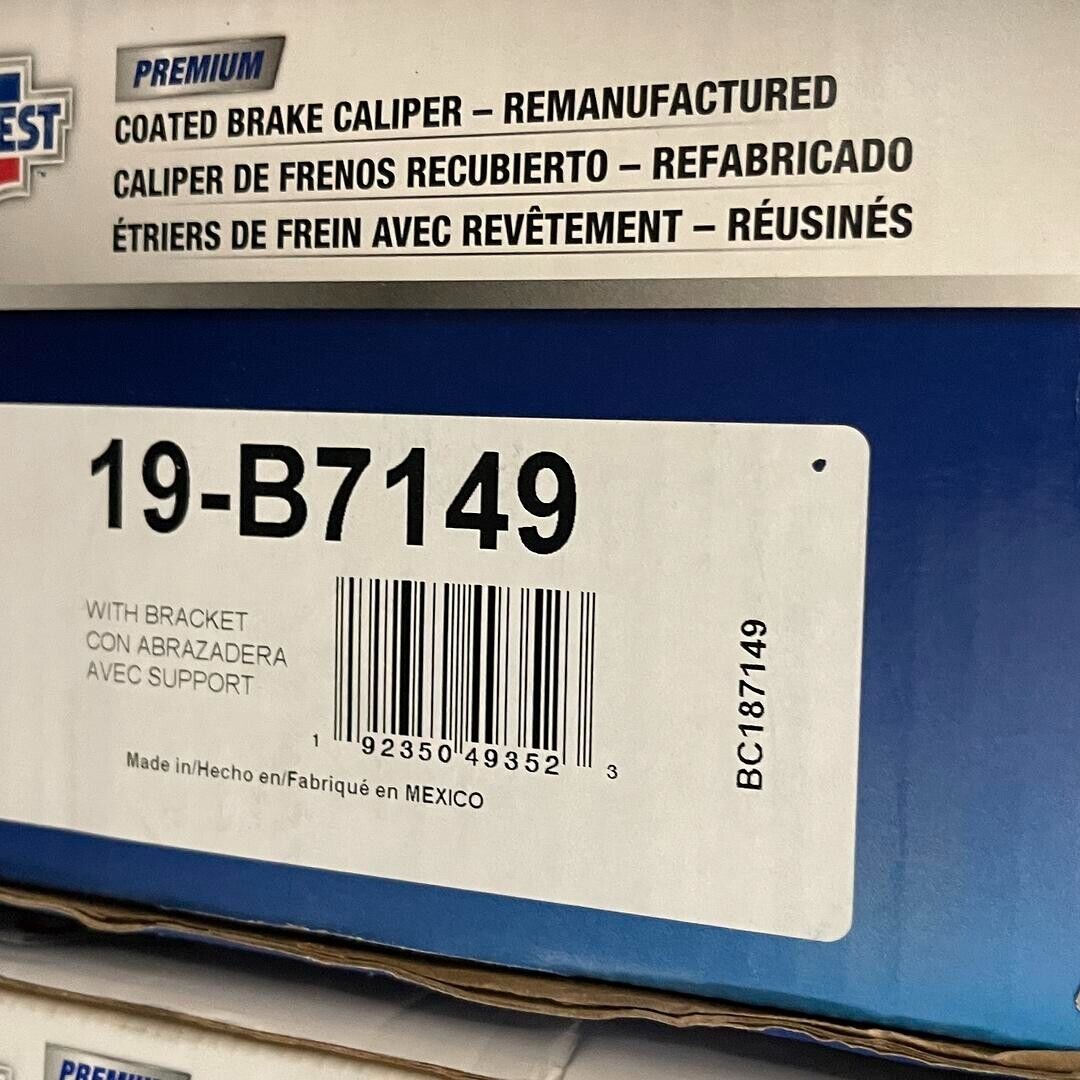 PREMIUM
EST
COATED BRAKE CALIPER – REMANUFACTURED
CALIPER DE FRENOS RECUBIERTO – REFABRICADO
ÉTRIERS DE FREIN AVEC REVÊTEMENT – RÉUSINÉS
19-B7149
WITH BRACKET
CON ABRAZADERA
AVEC SUPPORT
1 92350 49352 3
Made in/Hecho en/Fabriqué en MEXICO
BC187149